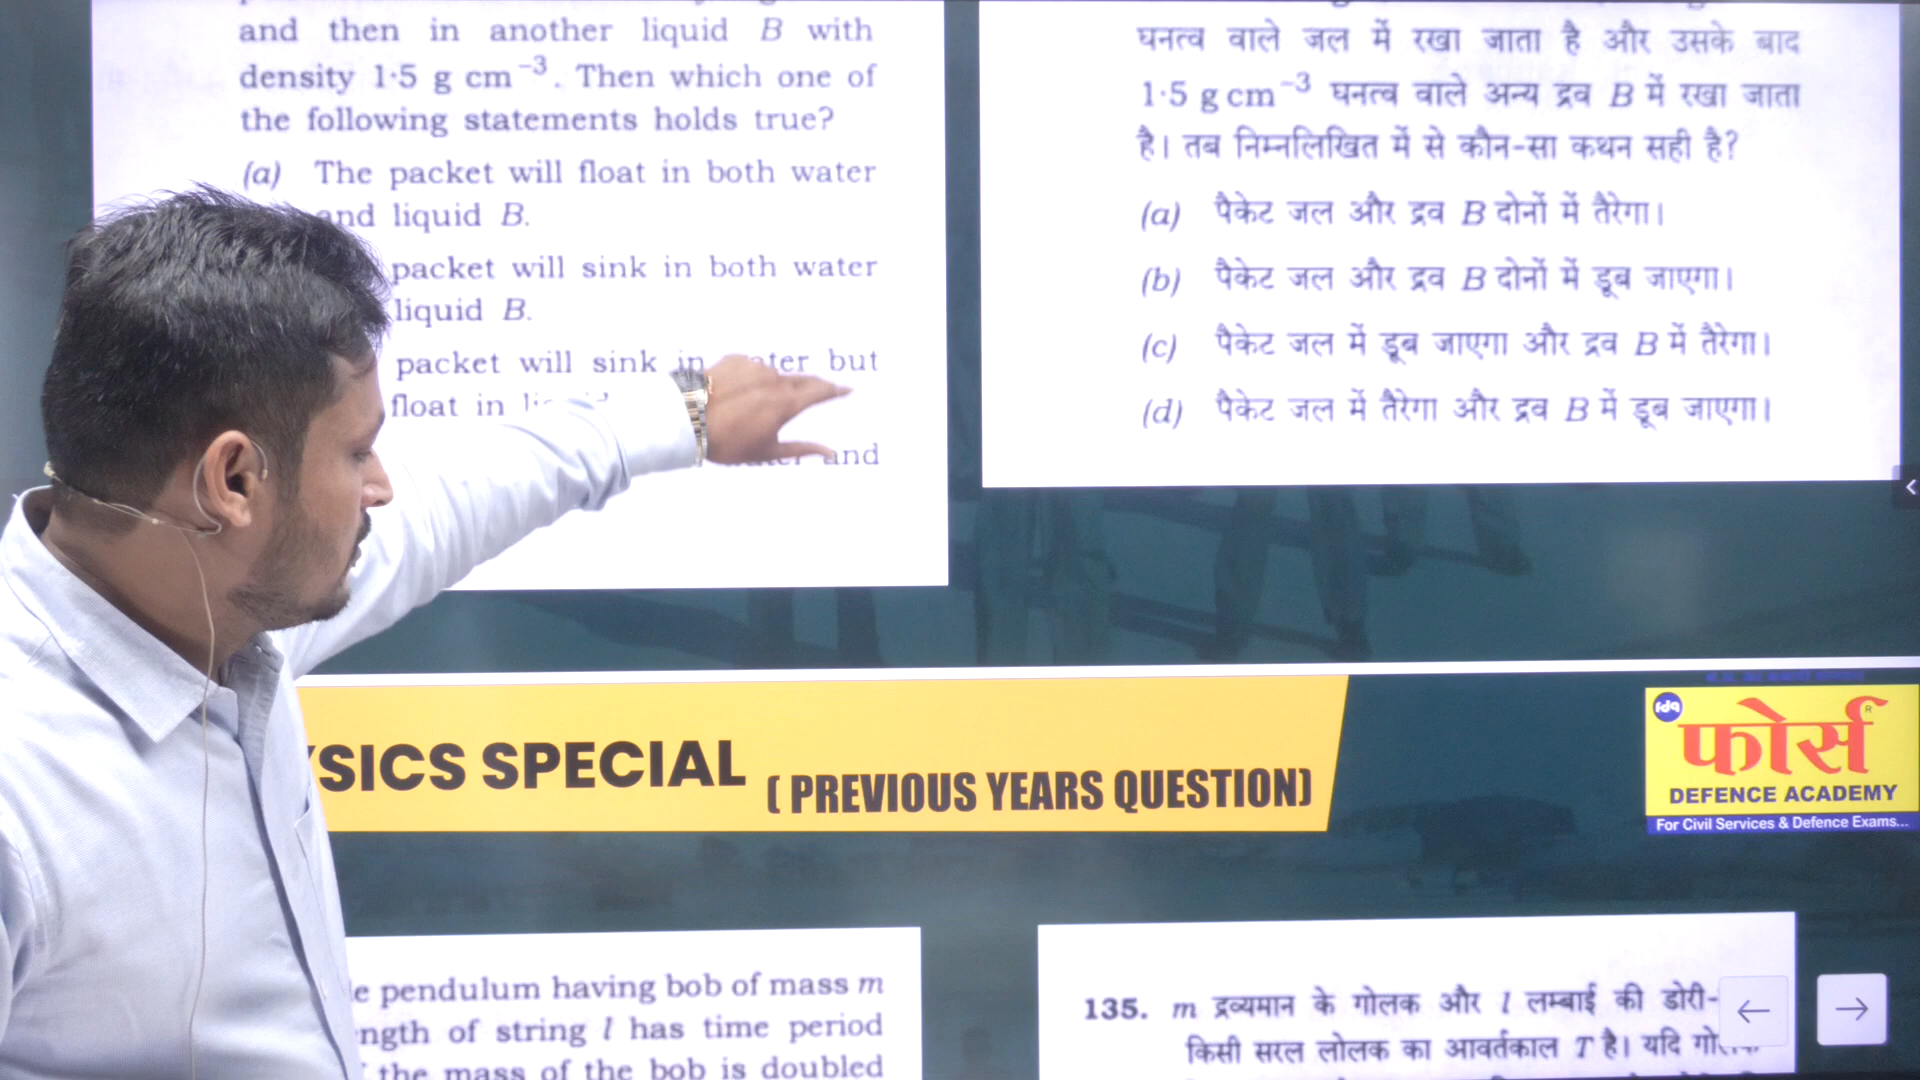 and then in another liquid B with
density 1·5 g cm⁻³. Then which one of
the following statements holds true?
(a) The packet will float in both water
and liquid B.
packet will sink in both water
liquid B.
packet will sink in water but
float in
and
घनत्व वाले जल में रखा जाता है और उसके बाद
1·5 g cm⁻³ घनत्व वाले अन्य द्रव B में रखा जाता
है। तब निम्नलिखित में से कौन-सा कथन सही है?
(a) पैकेट जल और द्रव B दोनों में तैरेगा।
(b) पैकेट जल और द्रव B दोनों में डूब जाएगा।
(c) पैकेट जल में डूब जाएगा और द्रव B में तैरेगा।
(d) पैकेट जल में तैरेगा और द्रव B में डूब जाएगा।
SICS SPECIAL ( PREVIOUS YEARS QUESTION)
fda
फोर्स
DEFENCE ACADEMY
For Civil Services & Defence Exams...
pendulum having bob of mass m
of string l has time period
the mass of the bob is doubled
135. m द्रव्यमान के गोलक और l लम्बाई की डोरी-
किसी सरल लोलक का आवर्तकाल T है। यदि